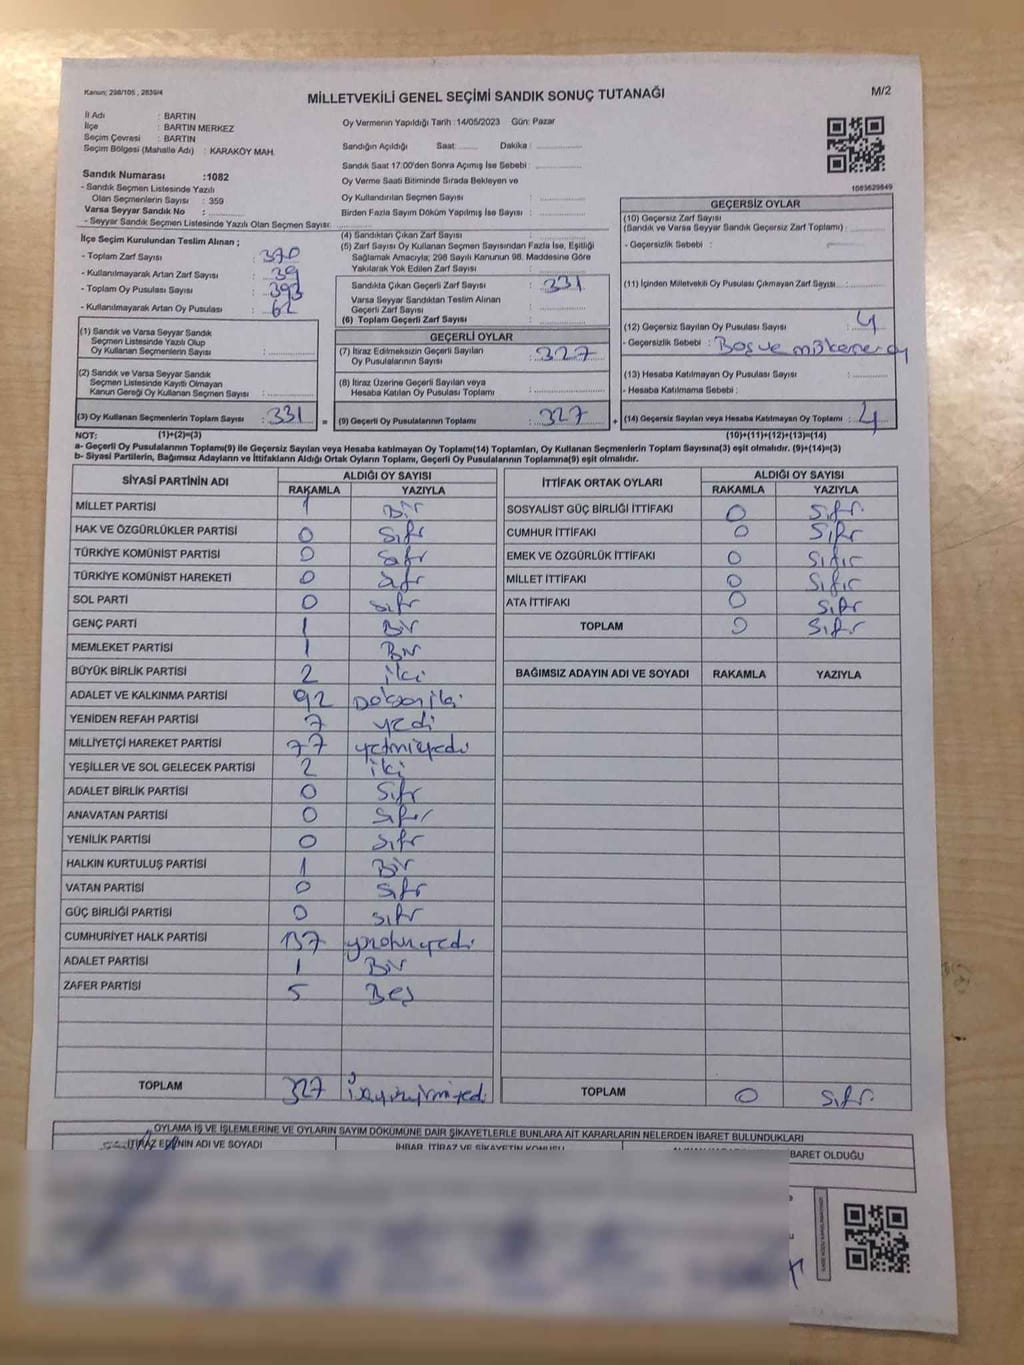 Kanun; 298/105 , 2839/4
MİLLETVEKİLİ GENEL SEÇİMİ SANDIK SONUÇ TUTANAĞI
M/2
İl Adı : BARTIN
İlçe : BARTIN MERKEZ
Seçim Çevresi : BARTIN
Seçim Bölgesi (Mahalle Adı) : KARAKÖY MAH.
Sandık Numarası :1082
- Sandık Seçmen Listesinde Yazılı
Olan Seçmenlerin Sayısı : 359
Varsa Seyyar Sandık No :
- Seyyar Sandık Seçmen Listesinde Yazılı Olan Seçmen Sayısı:
Oy Vermenin Yapıldığı Tarih :14/05/2023 Gün: Pazar
Sandığın Açıldığı Saat: Dakika :
Sandık Saat 17:00'den Sonra Açımış İse Sebebi :
Oy Verme Saati Bitiminde Sırada Bekleyen ve
Oy Kullandırılan Seçmen Sayısı :
Birden Fazla Sayım Döküm Yapılmış İse Sayısı :
1083629849
İlçe Seçim Kurulundan Teslim Alınan ;
- Toplam Zarf Sayısı : 370
- Kullanılmayarak Artan Zarf Sayısı : 39
- Toplam Oy Pusulası Sayısı : 393
- Kullanılmayarak Artan Oy Pusulası : 62
(1) Sandık ve Varsa Seyyar Sandık
Seçmen Listesinde Yazılı Olup
Oy Kullanan Seçmenlerin Sayısı :
(2) Sandık ve Varsa Seyyar Sandık
Seçmen Listesinde Kayıtlı Olmayan
Kanun Gereği Oy Kullanan Seçmen Sayısı :
(3) Oy Kullanan Seçmenlerin Toplam Sayısı : 331
(4) Sandıktan Çıkan Zarf Sayısı :
(5) Zarf Sayısı Oy Kullanan Seçmen Sayısından Fazla İse, Eşitliği
Sağlamak Amacıyla; 298 Sayılı Kanunun 98. Maddesine Göre
Yakılarak Yok Edilen Zarf Sayısı :
Sandıkta Çıkan Geçerli Zarf Sayısı : 331
Varsa Seyyar Sandıktan Teslim Alınan
Geçerli Zarf Sayısı :
(6) Toplam Geçerli Zarf Sayısı :
GEÇERLİ OYLAR
(7) İtiraz Edilmeksizin Geçerli Sayılan
Oy Pusulalarının Sayısı : 327
(8) İtiraz Üzerine Geçerli Sayılan veya
Hesaba Katılan Oy Pusulası Toplamı :
= (9) Geçerli Oy Pusulalarının Toplamı : 327
GEÇERSİZ OYLAR
(10) Geçersiz Zarf Sayısı
(Sandık ve Varsa Seyyar Sandık Geçersiz Zarf Toplamı) :
- Geçersizlik Sebebi :
(11) İçinden Milletvekili Oy Pusulası Çıkmayan Zarf Sayısı :
(12) Geçersiz Sayılan Oy Pusulası Sayısı : 4
- Geçersizlik Sebebi : Boş ve
(13) Hesaba Katılmayan Oy Pusulası Sayısı :
- Hesaba Katılmama Sebebi :
+ (14) Geçersiz Sayılan veya Hesaba Katılmayan Oy Toplamı : 4
NOT: (1)+(2)=(3) (10)+(11)+(12)+(13)=(14)
a- Geçerli Oy Pusulalarının Toplamı(9) ile Geçersiz Sayılan veya Hesaba katılmayan Oy Toplamı(14) Toplamları, Oy Kullanan Seçmenlerin Toplam Sayısına(3) eşit olmalıdır. (9)+(14)=(3)
b- Siyasi Partilerin, Bağımsız Adayların ve İttifakların Aldığı Ortak Oyların Toplamı, Geçerli Oy Pusulalarının Toplamına(9) eşit olmalıdır.
SİYASİ PARTİNİN ADI ALDIĞI OY SAYISI
RAKAMLA YAZIYLA
MİLLET PARTİSİ 1 Bir
HAK VE ÖZGÜRLÜKLER PARTİSİ 0 Sıfır
TÜRKİYE KOMÜNİST PARTİSİ 0 Sıfır
TÜRKİYE KOMÜNİST HAREKETİ 0 Sıfır
SOL PARTİ 0 Sıfır
GENÇ PARTİ 1 Bir
MEMLEKET PARTİSİ 1 Bir
BÜYÜK BİRLİK PARTİSİ 2 İki
ADALET VE KALKINMA PARTİSİ 92 Doksaniki
YENİDEN REFAH PARTİSİ 7 yedi
MİLLİYETÇİ HAREKET PARTİSİ 77 yetmişyedi
YEŞİLLER VE SOL GELECEK PARTİSİ 2 iki
ADALET BİRLİK PARTİSİ 0 Sıfır
ANAVATAN PARTİSİ 0 Sıfır
YENİLİK PARTİSİ 0 Sıfır
HALKIN KURTULUŞ PARTİSİ 1 Bir
VATAN PARTİSİ 0 Sıfır
GÜÇ BİRLİĞİ PARTİSİ 0 Sıfır
CUMHURİYET HALK PARTİSİ 137 yüzotuzyedi
ADALET PARTİSİ 1 Bir
ZAFER PARTİSİ 5 Beş
TOPLAM 327 üçyüzyirmiyedi
İTTİFAK ORTAK OYLARI ALDIĞI OY SAYISI
RAKAMLA YAZIYLA
SOSYALİST GÜÇ BİRLİĞİ İTTİFAKI 0 Sıfır
CUMHUR İTTİFAKI 0 Sıfır
EMEK VE ÖZGÜRLÜK İTTİFAKI 0 Sıfır
MİLLET İTTİFAKI 0 Sıfır
ATA İTTİFAKI 0 Sıfır
TOPLAM 0 Sıfır
BAĞIMSIZ ADAYIN ADI VE SOYADI RAKAMLA YAZIYLA
TOPLAM 0 Sıfır
OYLAMA İŞ VE İŞLEMLERİNE VE OYLARIN SAYIM DÖKÜMÜNE DAİR ŞİKAYETLERLE BUNLARA AİT KARARLARIN NELERDEN İBARET BULUNDUKLARI
İTİRAZ EDENİN ADI VE SOYADI İHBAR, İTİRAZ VE ŞİKAYETİN KONUSU BARET OLDUĞU